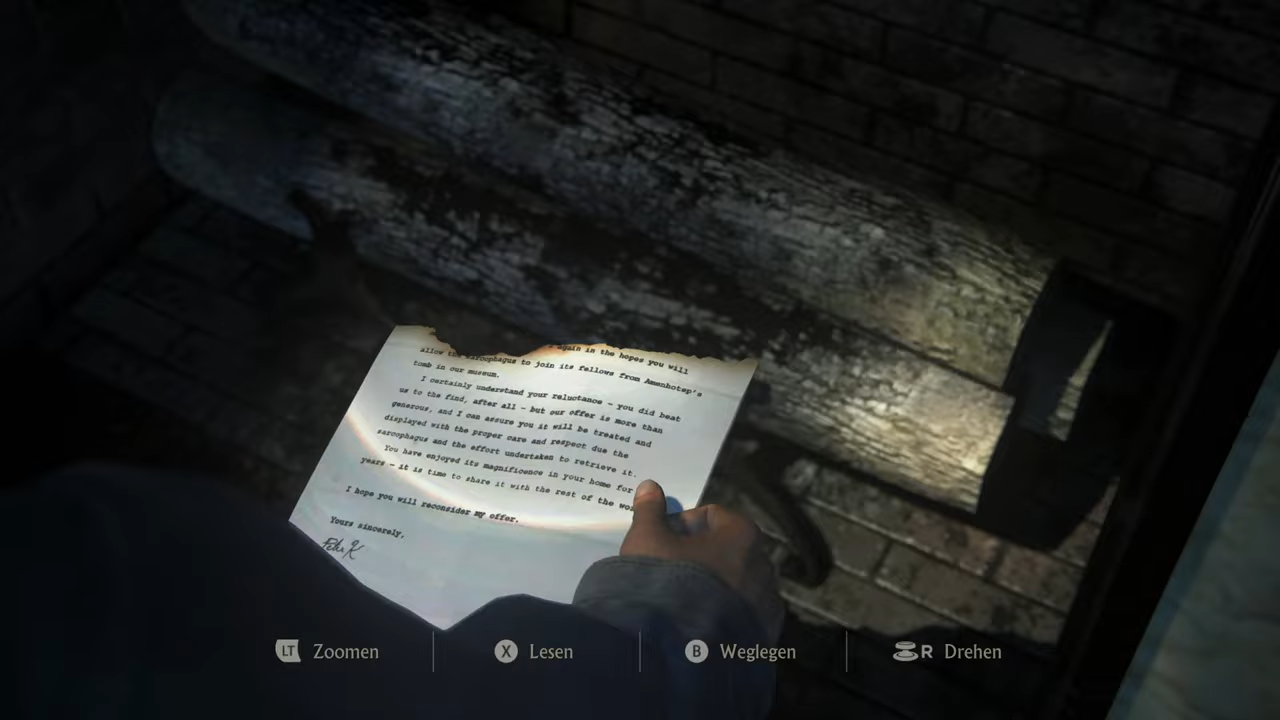 again in the hopes you will
allow the sarcophagus to join its fellows from Amenhotep's
tomb in our museum.
I certainly understand your reluctance - you did beat
us to the find, after all - but our offer is more than
generous, and I can assure you it will be treated and
displayed with the proper care and respect due the
sarcophagus and the effort undertaken to retrieve it.
You have enjoyed its magnificence in your home for
years - it is time to share it with the rest of the wo
I hope you will reconsider my offer.
Yours sincerely,
Pete K
LT Zoomen
X Lesen
B Weglegen
R Drehen